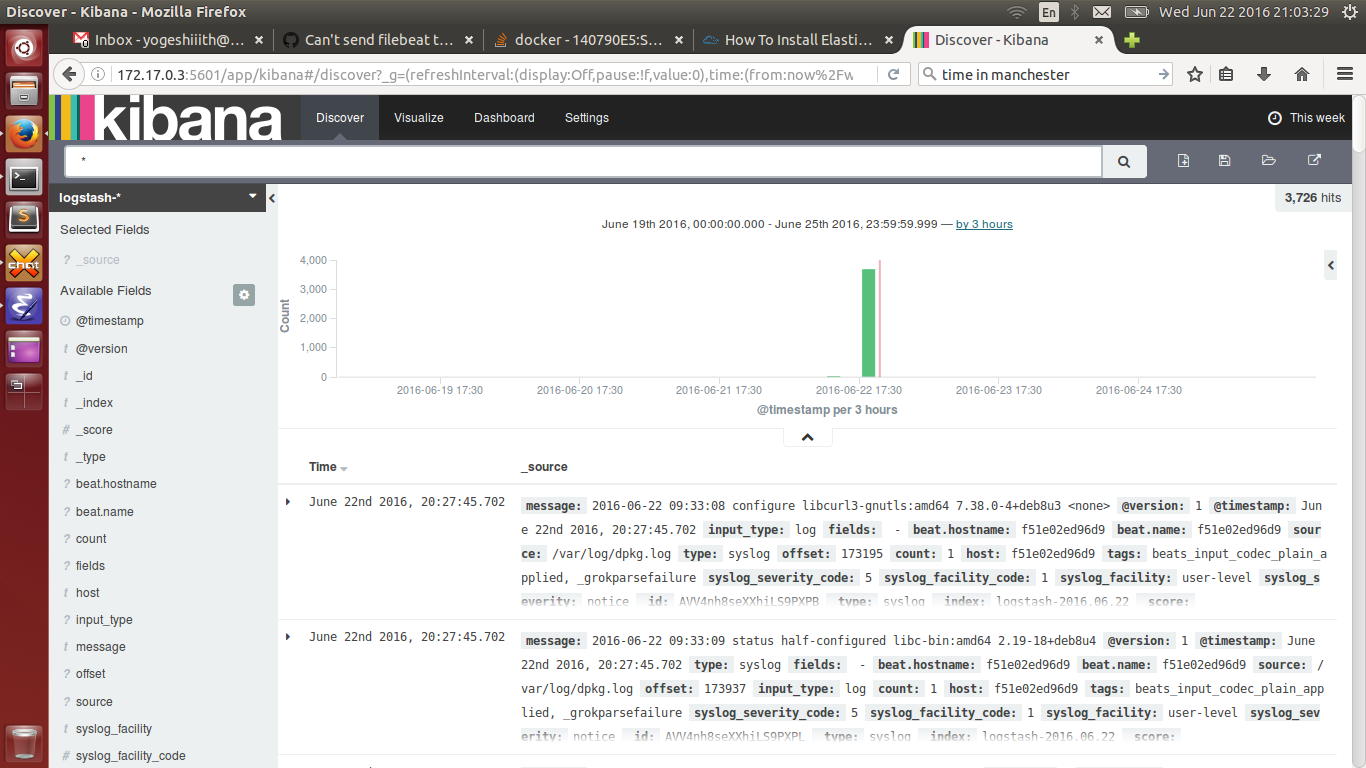 Discover - Kibana - Mozilla Firefox
En
Wed Jun 22 2016 21:03:29
Inbox - yogeshiiith@...
Can't send filebeat t...
docker - 140790E5:S...
How To Install Elasti...
Discover - Kibana
172.17.0.3:5601/app/kibana#/discover?_g=(refreshInterval:(display:Off,pause:!f,value:0),time:(from:now%2Fw
time in manchester
kibana
Discover
Visualize
Dashboard
Settings
This week
*
logstash-*
3,726 hits
Selected Fields
? _source
Available Fields
@timestamp
t @version
t _id
t _index
# _score
t _type
? beat.hostname
? beat.name
? count
? fields
t host
? input_type
t message
? offset
? source
t syslog_facility
# syslog_facility_code
June 19th 2016, 00:00:00.000 - June 25th 2016, 23:59:59.999 — by 3 hours
Count
4,000
3,000
2,000
1,000
0
2016-06-19 17:30
2016-06-20 17:30
2016-06-21 17:30
2016-06-22 17:30
2016-06-23 17:30
2016-06-24 17:30
@timestamp per 3 hours
Time
_source
June 22nd 2016, 20:27:45.702
message: 2016-06-22 09:33:08 configure libcurl3-gnutls:amd64 7.38.0-4+deb8u3 <none> @version: 1 @timestamp: Jun
e 22nd 2016, 20:27:45.702 input_type: log fields: - beat.hostname: f51e02ed96d9 beat.name: f51e02ed96d9 sour
ce: /var/log/dpkg.log type: syslog offset: 173195 count: 1 host: f51e02ed96d9 tags: beats_input_codec_plain_a
pplied, _grokparsefailure syslog_severity_code: 5 syslog_facility_code: 1 syslog_facility: user-level syslog_s
everity: notice _id: AVV4nh8seXXhiLS9PXPB _type: syslog _index: logstash-2016.06.22 _score:
June 22nd 2016, 20:27:45.702
message: 2016-06-22 09:33:09 status half-configured libc-bin:amd64 2.19-18+deb8u4 @version: 1 @timestamp: June
22nd 2016, 20:27:45.702 type: syslog fields: - beat.hostname: f51e02ed96d9 beat.name: f51e02ed96d9 source: /
var/log/dpkg.log offset: 173937 input_type: log count: 1 host: f51e02ed96d9 tags: beats_input_codec_plain_app
lied, _grokparsefailure syslog_severity_code: 5 syslog_facility_code: 1 syslog_facility: user-level syslog_sev
erity: notice _id: AVV4nh8seXXhiLS9PXPL _type: syslog _index: logstash-2016.06.22 _score: